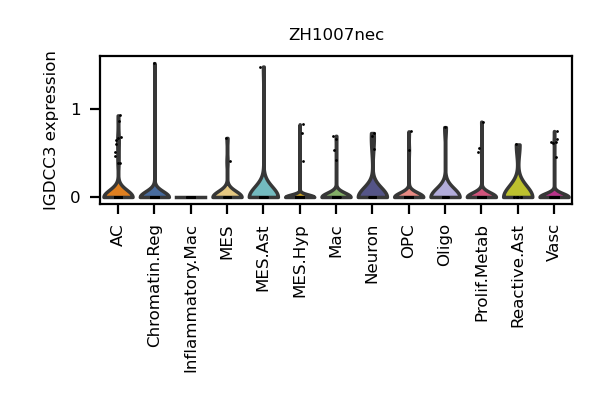 ZH1007nec
IGDCC3 expression
1
0
AC
Chromatin.Reg
Inflammatory.Mac
MES
MES.Ast
MES.Hyp
Mac
Neuron
OPC
Oligo
Prolif.Metab
Reactive.Ast
Vasc